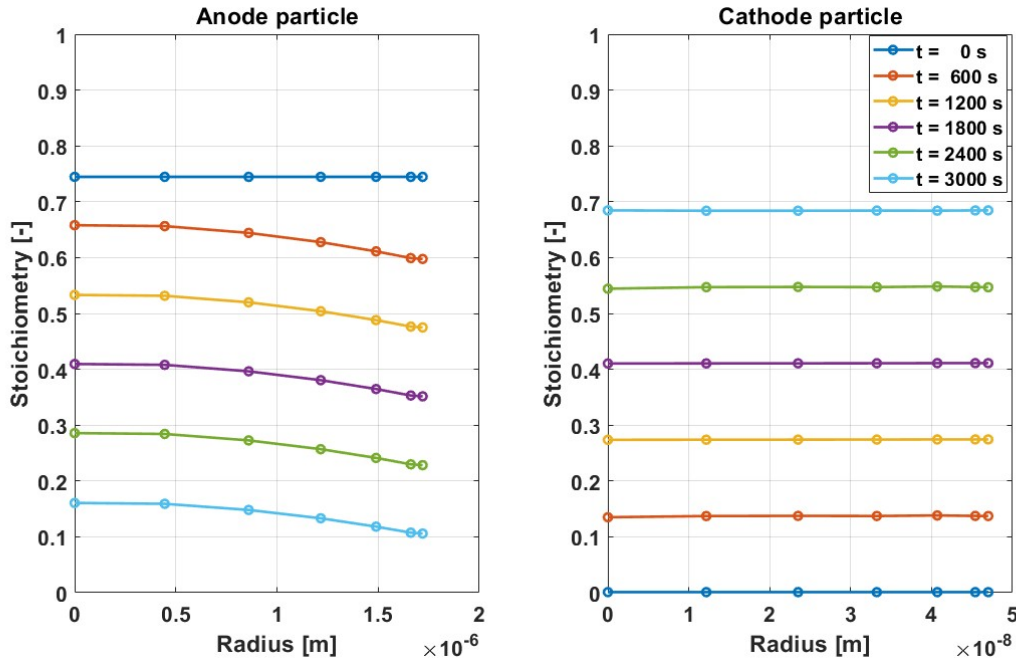 Anode particle
Stoichiometry [-]
1
0.9
0.8
0.7
0.6
0.5
0.4
0.3
0.2
0.1
0
0 0.5 1 1.5 2
Radius [m]
×10⁻⁶
Cathode particle
Stoichiometry [-]
1
0.9
0.8
0.7
0.6
0.5
0.4
0.3
0.2
0.1
0
0 1 2 3 4 5
Radius [m]
×10⁻⁸
t = 0 s
t = 600 s
t = 1200 s
t = 1800 s
t = 2400 s
t = 3000 s